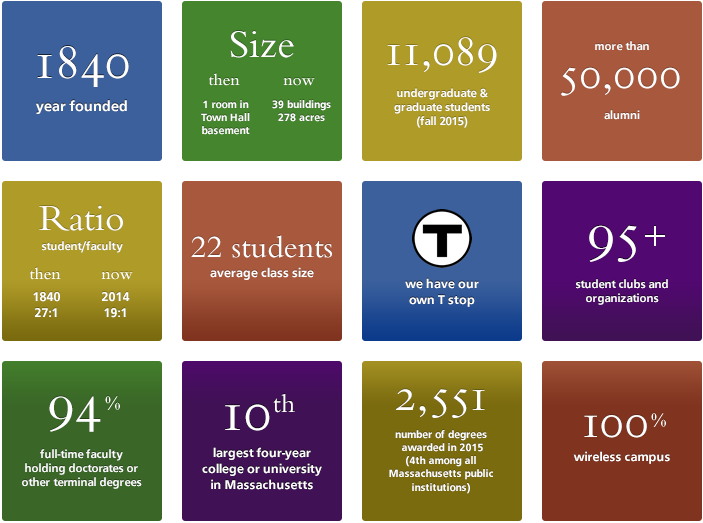 1840
year founded
Size
then now
1 room in
Town Hall
basement
39 buildings
278 acres
11,089
undergraduate &
graduate students
(fall 2015)
more than
50,000
alumni
Ratio
student/faculty
then now
1840 2014
27:1 19:1
22 students
average class size
T
we have our
own T stop
95+
student clubs and
organizations
94%
full-time faculty
holding doctorates or
other terminal degrees
10th
largest four-year
college or university
in Massachusetts
2,551
number of degrees
awarded in 2015
(4th among all
Massachusetts public
institutions)
100%
wireless campus